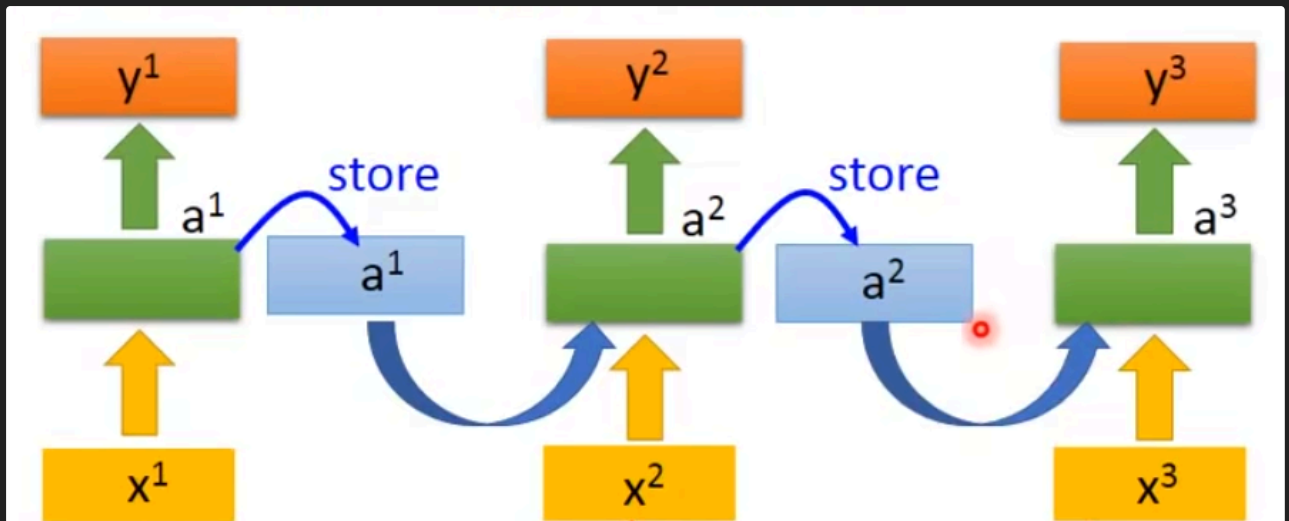 y¹ y² y³
store store
a¹ a² a³
a¹ a²
x¹ x² x³